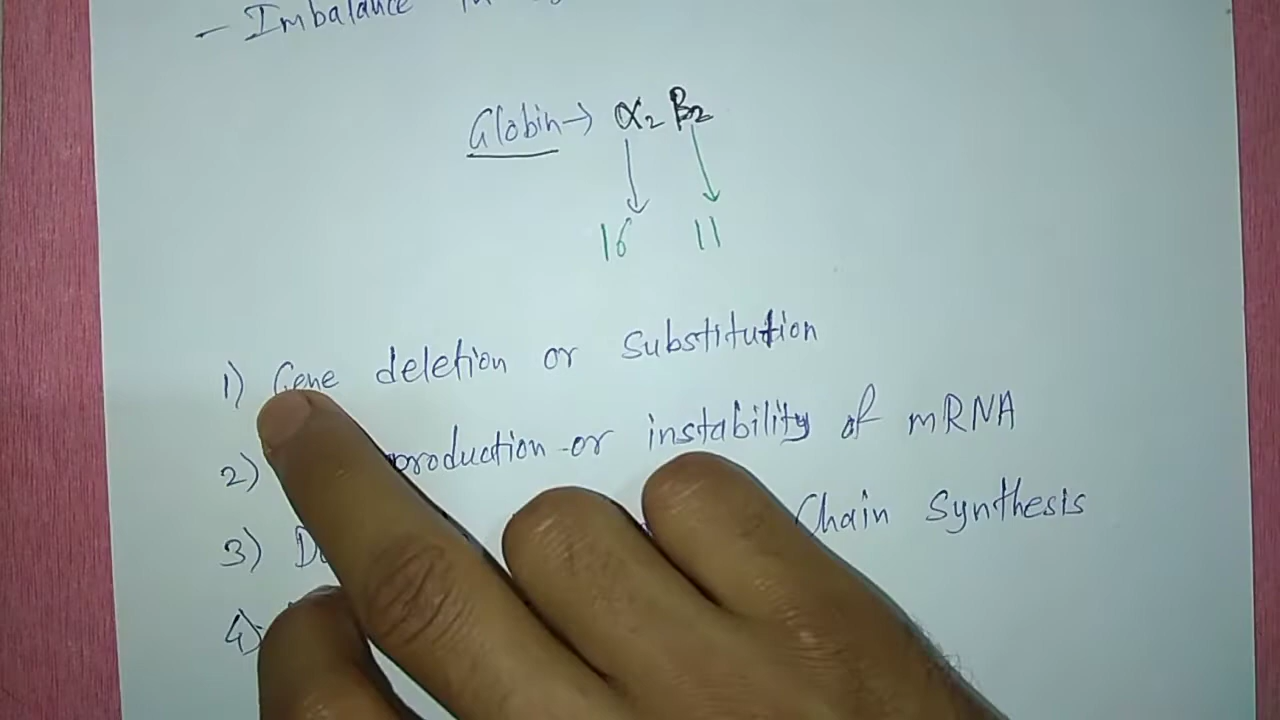 - Imbalance in
Globin → α₂ β₂
16 11
1) Gene deletion or substitution
2) production or instability of mRNA
3) Chain synthesis
4)